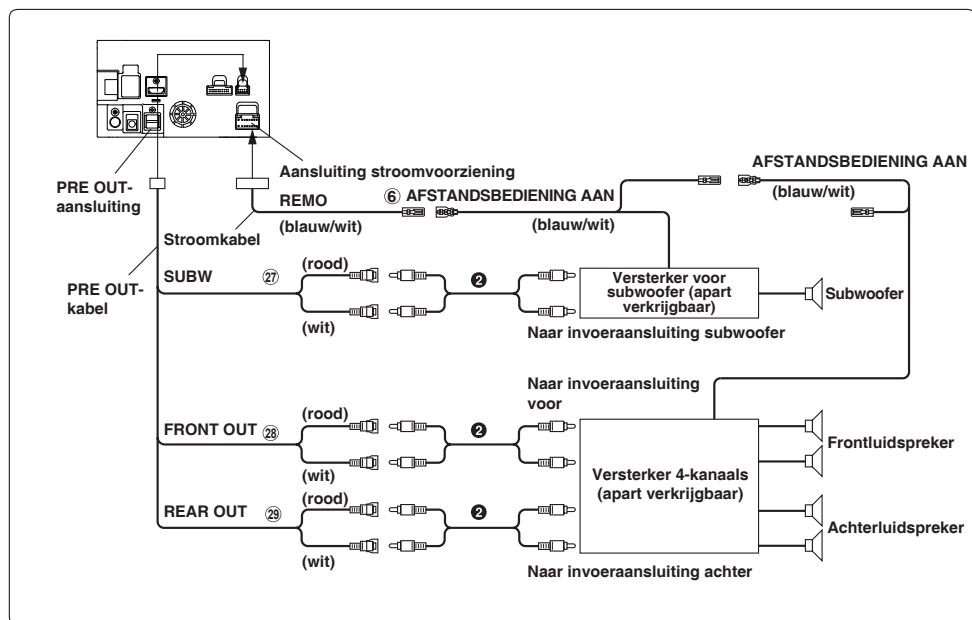 Aansluiting stroomvoorziening
AFSTANDSBEDIENING AAN
(blauw/wit)
PRE OUT-
aansluiting
REMO
(blauw/wit)
⑥ AFSTANDSBEDIENING AAN
(blauw/wit)
Stroomkabel
PRE OUT-
kabel
SUBW ㉗
(rood)
(wit)
❷
Versterker voor
subwoofer (apart
verkrijgbaar)
Subwoofer
Naar invoeraansluiting subwoofer
Naar invoeraansluiting
voor
FRONT OUT ㉘
(rood)
(wit)
❷
Versterker 4-kanaals
(apart verkrijgbaar)
Frontluidspreker
REAR OUT ㉙
(rood)
(wit)
❷
Achterluidspreker
Naar invoeraansluiting achter